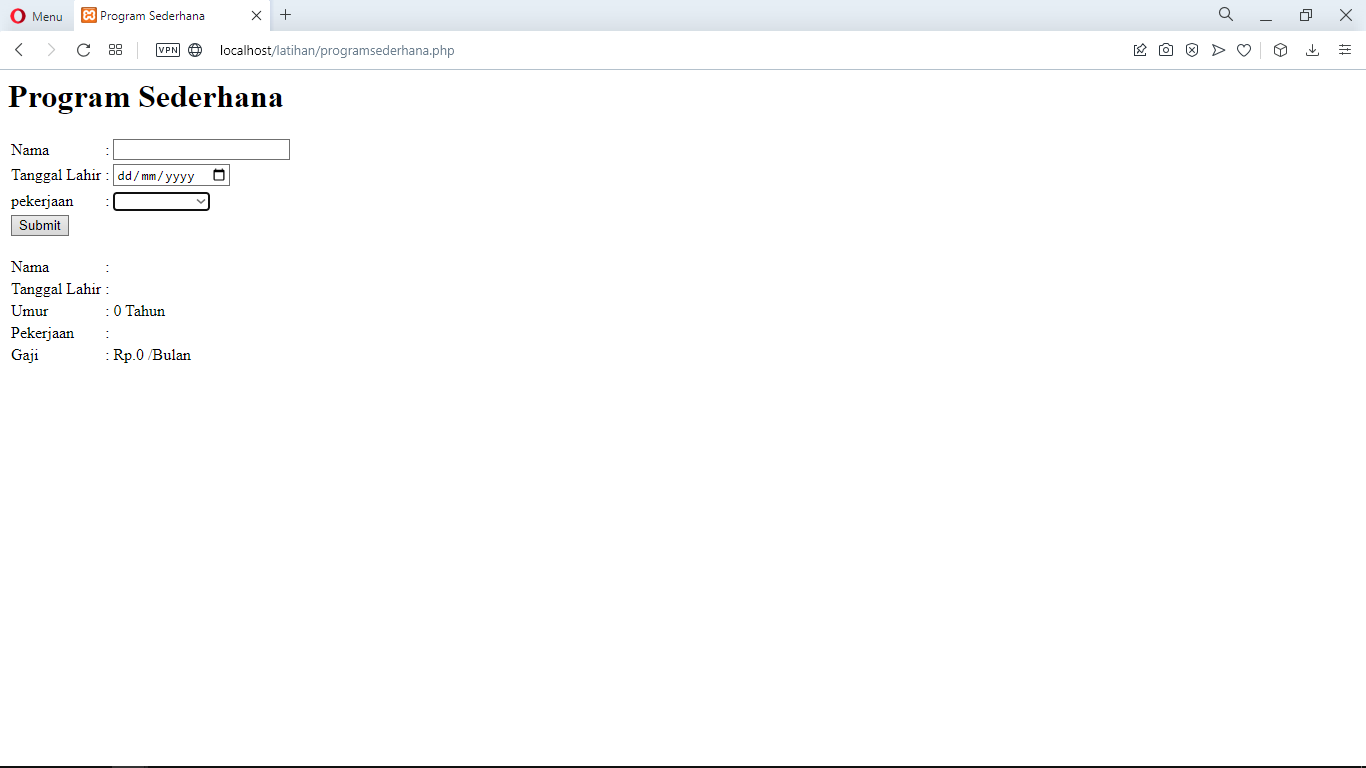 Menu
Program Sederhana
VPN
localhost/latihan/programsederhana.php
Program Sederhana
Nama :
Tanggal Lahir : dd/mm/yyyy
pekerjaan :
Submit
Nama :
Tanggal Lahir :
Umur : 0 Tahun
Pekerjaan :
Gaji : Rp.0 /Bulan